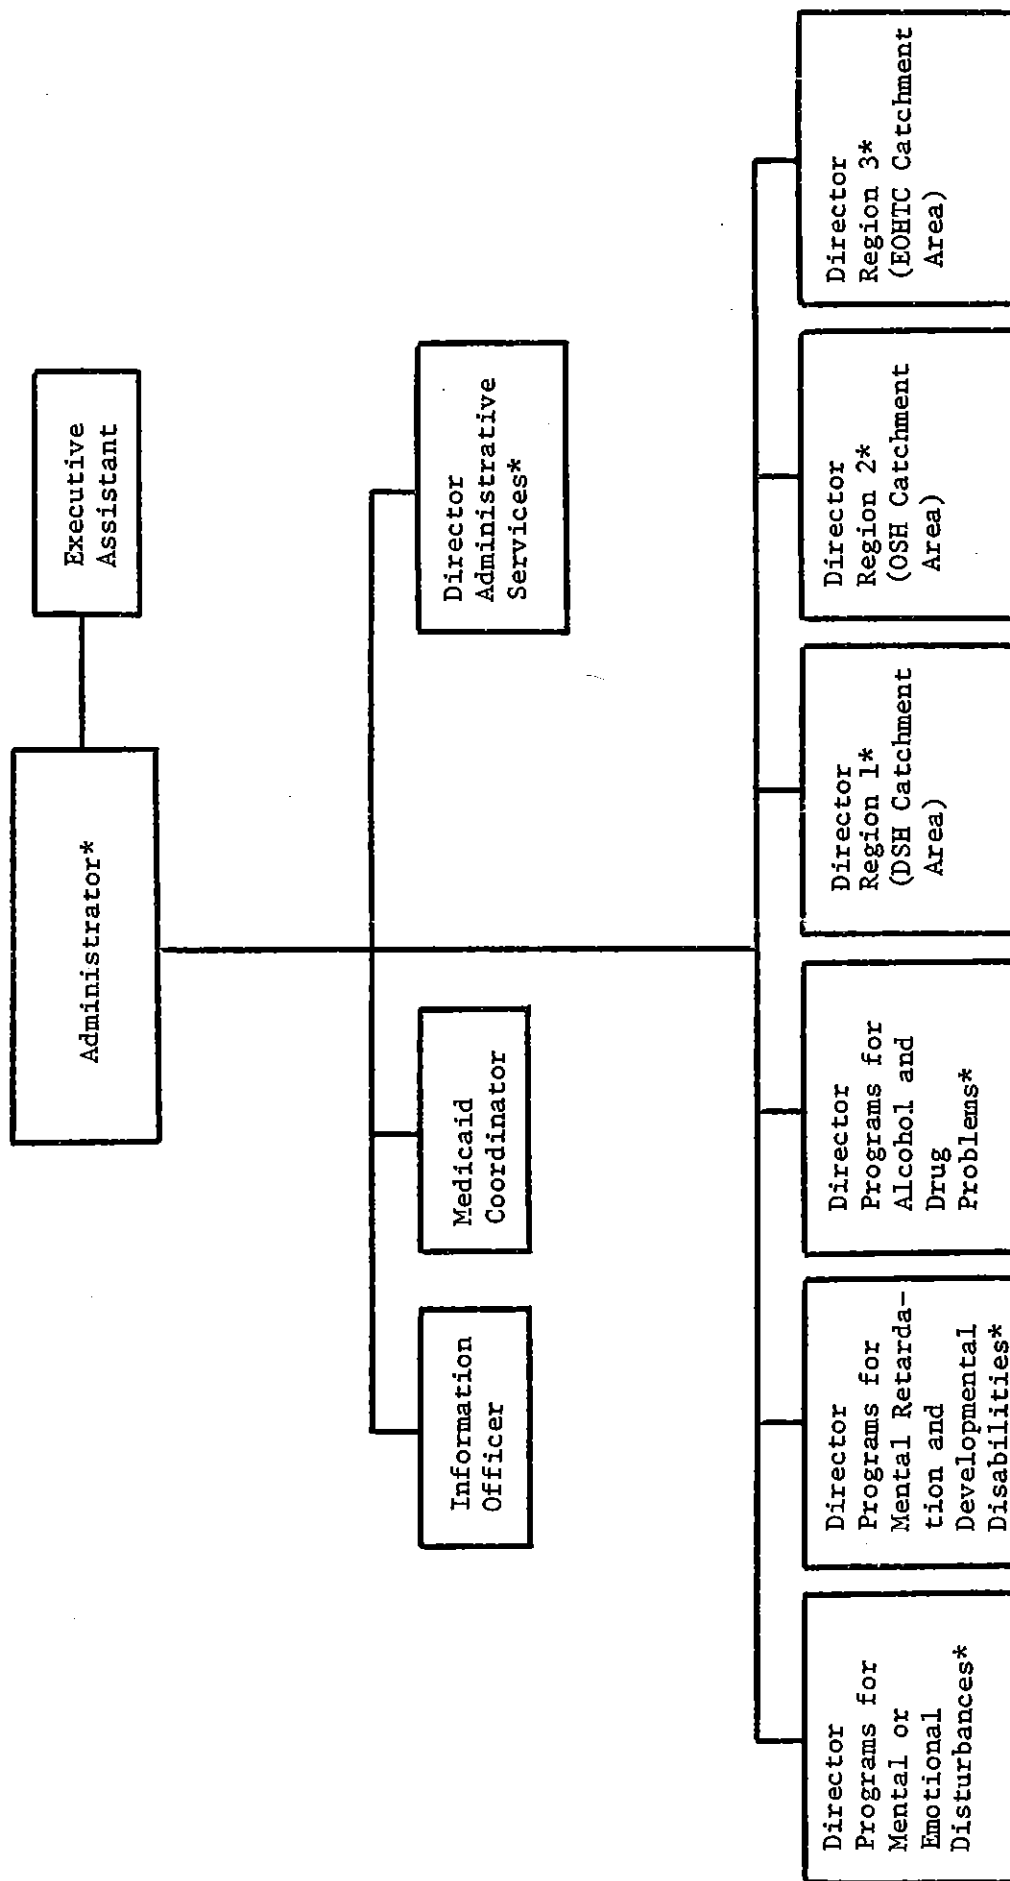 Administrator*
Executive
Assistant
Information
Officer
Medicaid
Coordinator
Director
Administrative
Services*
Director
Programs for
Mental or
Emotional
Disturbances*
Director
Programs for
Mental Retarda-
tion and
Developmental
Disabilities*
Director
Programs for
Alcohol and
Drug
Problems*
Director
Region 1*
(DSH Catchment
Area)
Director
Region 2*
(OSH Catchment
Area)
Director
Region 3*
(EOHTC Catchment
Area)